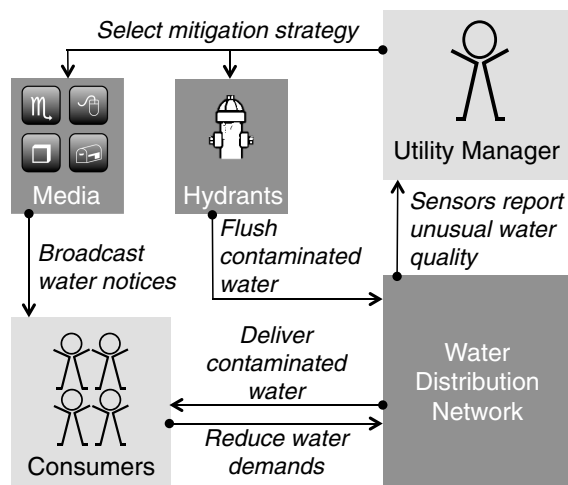 Select mitigation strategy
Media
Hydrants
Utility Manager
Broadcast
water notices
Flush
contaminated
water
Sensors report
unusual water
quality
Deliver
contaminated
water
Water
Distribution
Network
Reduce water
demands
Consumers